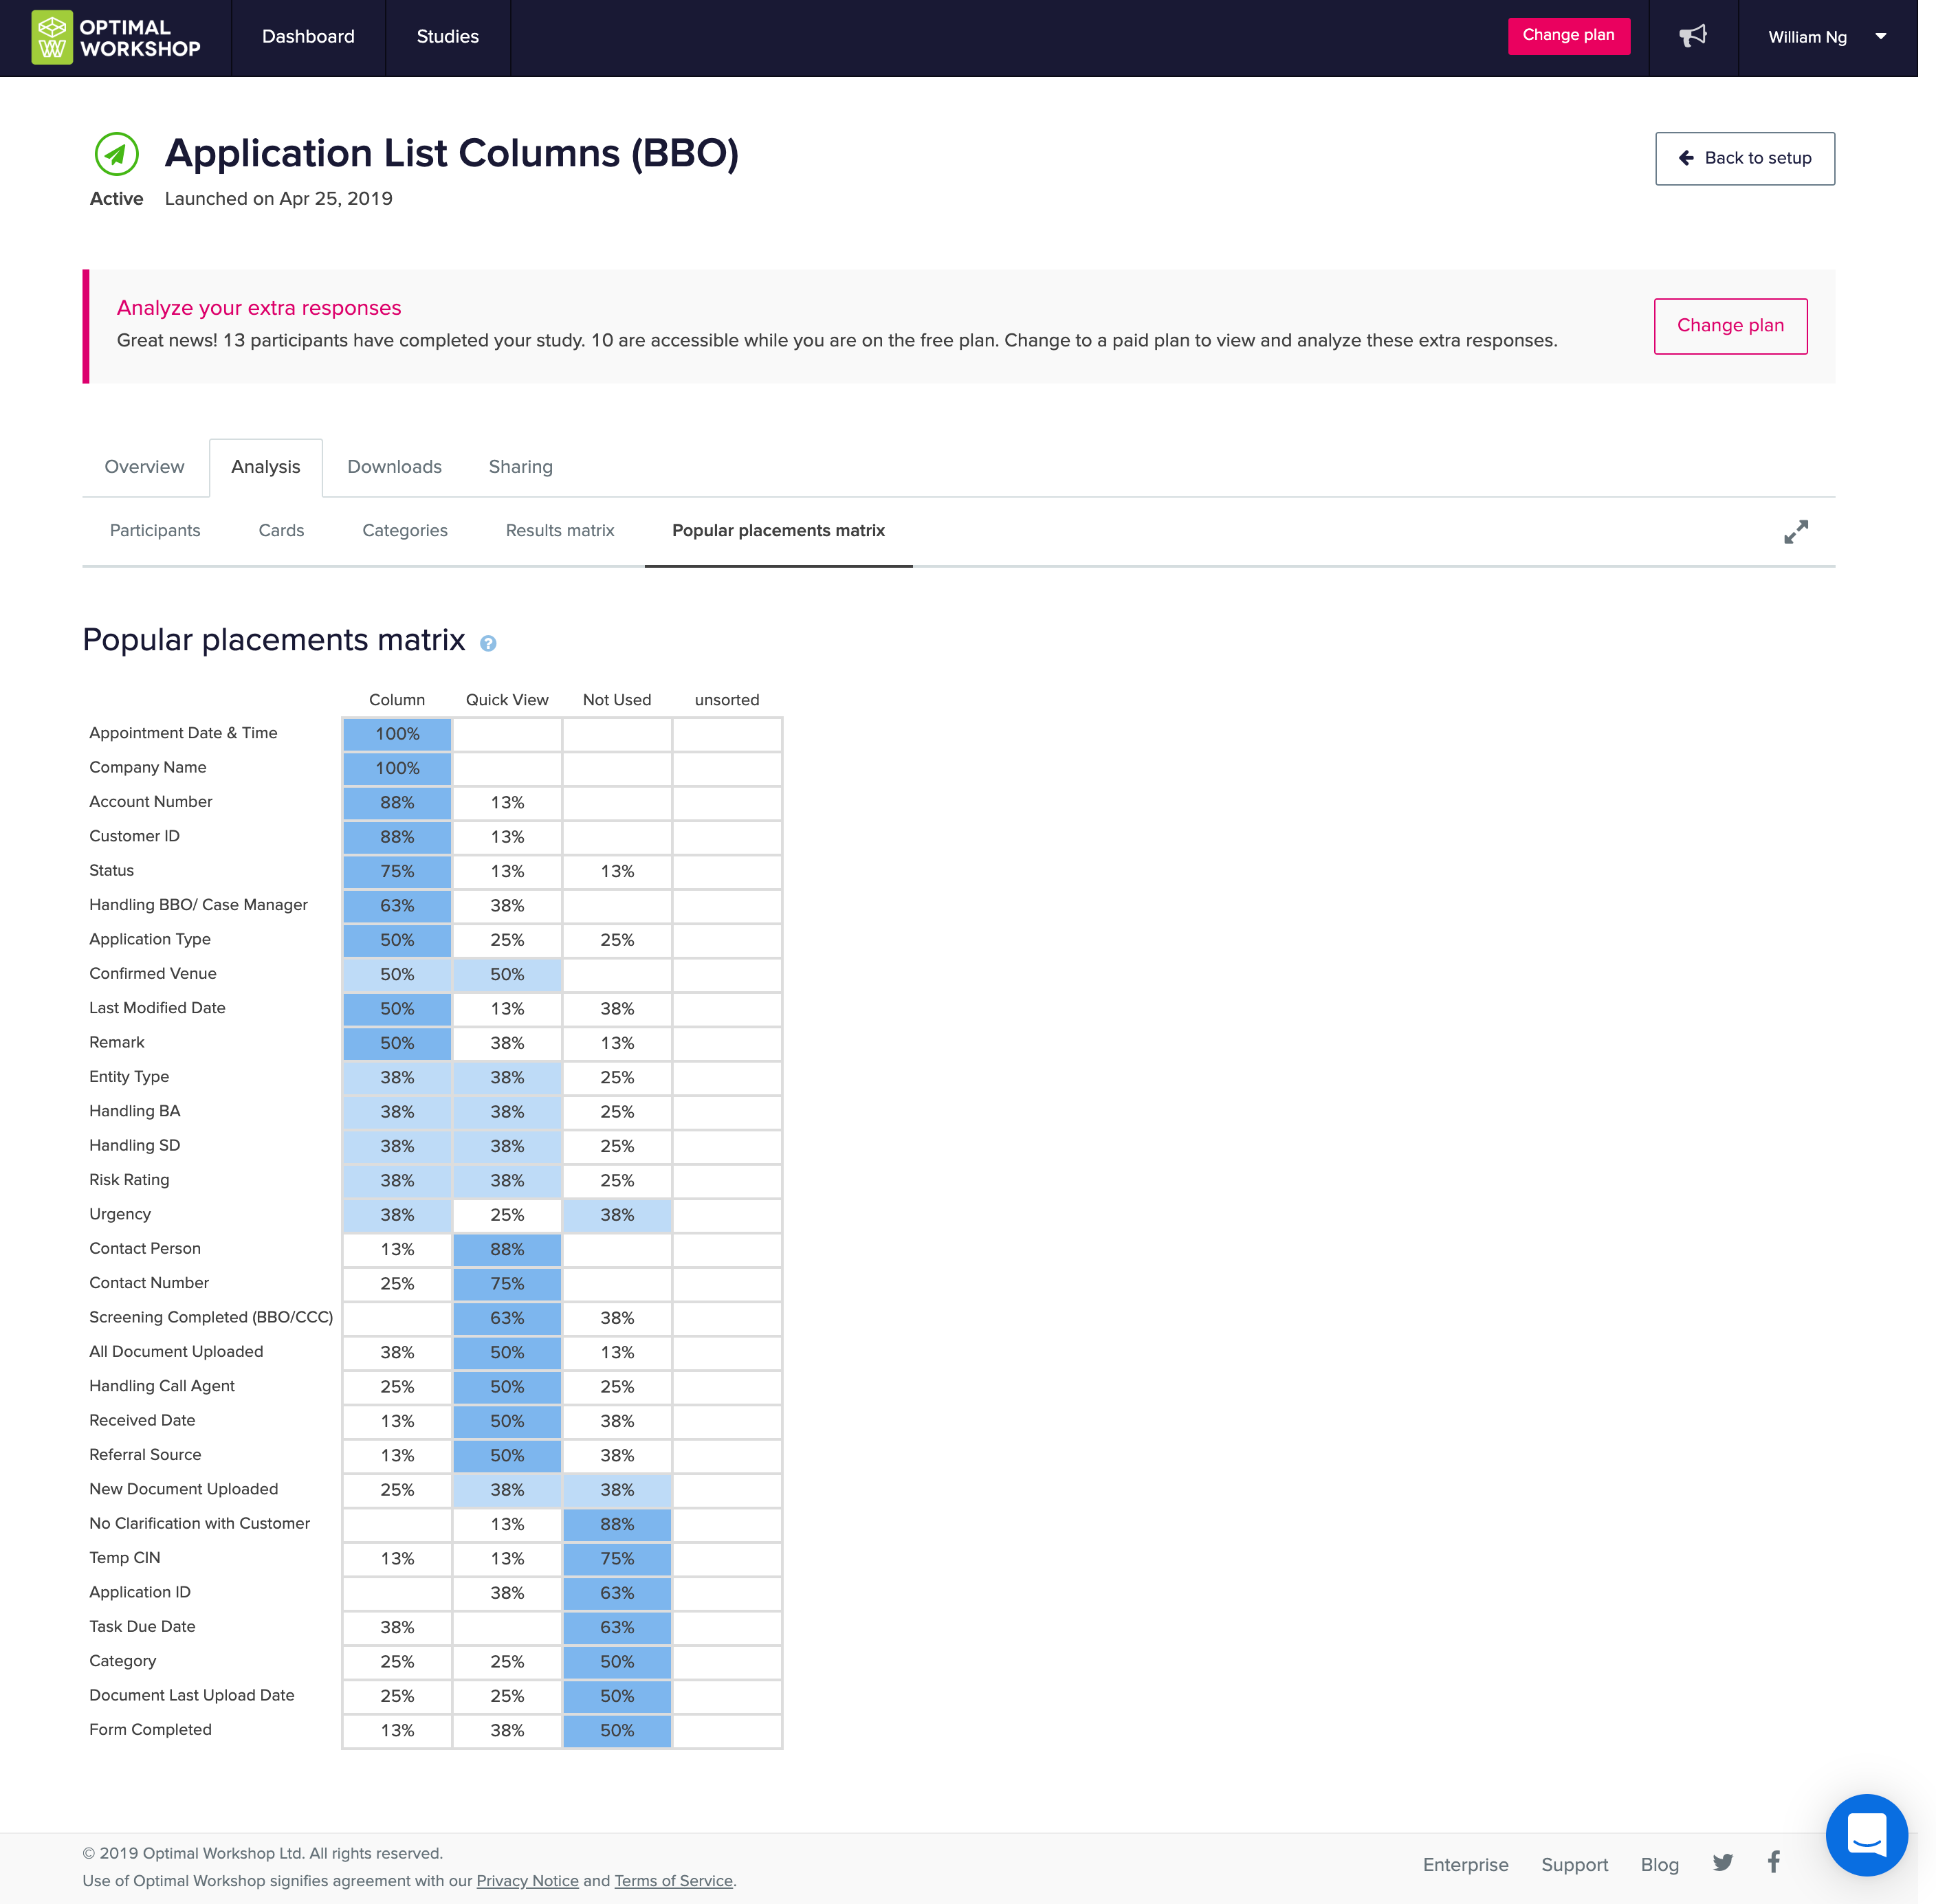 OPTIMAL
WORKSHOP
Dashboard
Studies
Change plan
William Ng
Application List Columns (BBO)
Back to setup
Active
Launched on Apr 25, 2019
Analyze your extra responses
Great news! 13 participants have completed your study. 10 are accessible while you are on the free plan. Change to a paid plan to view and analyze these extra responses.
Change plan
Overview Analysis Downloads Sharing
Participants Cards Categories Results matrix Popular placements matrix
Popular placements matrix ?
Column Quick View Not Used unsorted
Appointment Date & Time 100%
Company Name 100%
Account Number 88% 13%
Customer ID 88% 13%
Status 75% 13% 13%
Handling BBO/ Case Manager 63% 38%
Application Type 50% 25% 25%
Confirmed Venue 50% 50%
Last Modified Date 50% 13% 38%
Remark 50% 38% 13%
Entity Type 38% 38% 25%
Handling BA 38% 38% 25%
Handling SD 38% 38% 25%
Risk Rating 38% 38% 25%
Urgency 38% 25% 38%
Contact Person 13% 88%
Contact Number 25% 75%
Screening Completed (BBO/CCC) 63% 38%
All Document Uploaded 38% 50% 13%
Handling Call Agent 25% 50% 25%
Received Date 13% 50% 38%
Referral Source 13% 50% 38%
New Document Uploaded 25% 38% 38%
No Clarification with Customer 13% 88%
Temp CIN 13% 13% 75%
Application ID 38% 63%
Task Due Date 38% 63%
Category 25% 25% 50%
Document Last Upload Date 25% 25% 50%
Form Completed 13% 38% 50%
© 2019 Optimal Workshop Ltd. All rights reserved.
Use of Optimal Workshop signifies agreement with our Privacy Notice and Terms of Service.
Enterprise Support Blog